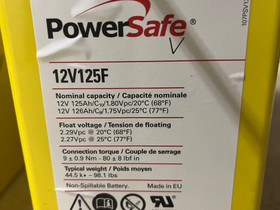 PowerSafe®
V
12V125F
Nominal capacity / Capacité nominale
12V 125Ah/C₁₀/1.80Vpc/20°C (68°F)
12V 126Ah/C₈/1.75Vpc/25°C (77°F)
Float voltage / Tension de floating
2.29Vpc @ 20°C (68°F)
2.27Vpc @ 25°C (77°F)
Connection torque / Couple de serrage
9 ± 0.9 Nm - 80 ± 8 lbf in
Typical weight / Poids moyen
44.5 k - 98.1 lbs
Non-Spillable Battery.
Made in EU